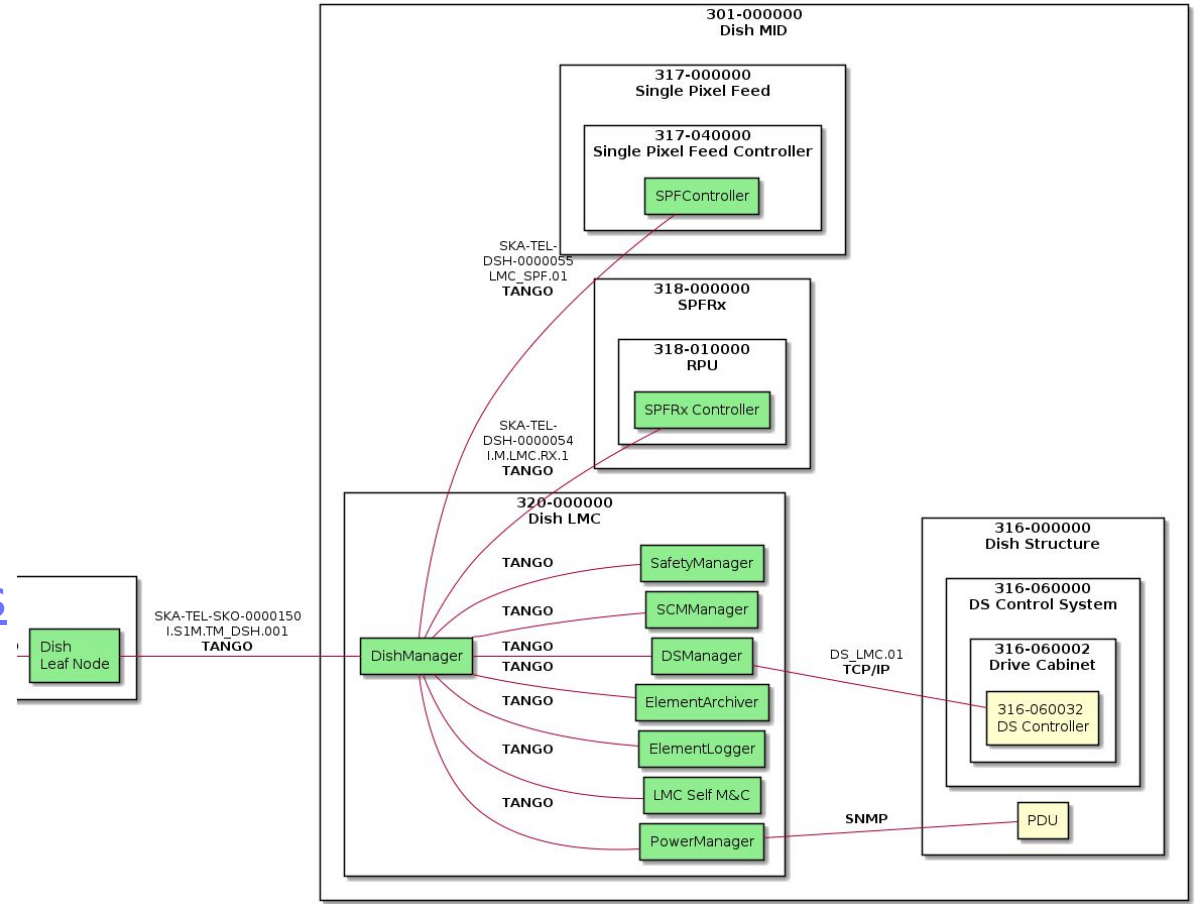 301-000000
Dish MID
317-000000
Single Pixel Feed
317-040000
Single Pixel Feed Controller
SPFController
SKA-TEL-
DSH-0000055
LMC_SPF.01
TANGO
318-000000
SPFRx
318-010000
RPU
SPFRx Controller
SKA-TEL-
DSH-0000054
I.M.LMC.RX.1
TANGO
320-000000
Dish LMC
TANGO
SafetyManager
TANGO
SCMManager
TANGO
DSManager
TANGO
ElementArchiver
TANGO
ElementLogger
TANGO
LMC Self M&C
TANGO
PowerManager
DishManager
SKA-TEL-SKO-0000150
I.S1M.TM_DSH.001
TANGO
Dish
Leaf Node
DS_LMC.01
TCP/IP
SNMP
316-000000
Dish Structure
316-060000
DS Control System
316-060002
Drive Cabinet
316-060032
DS Controller
PDU